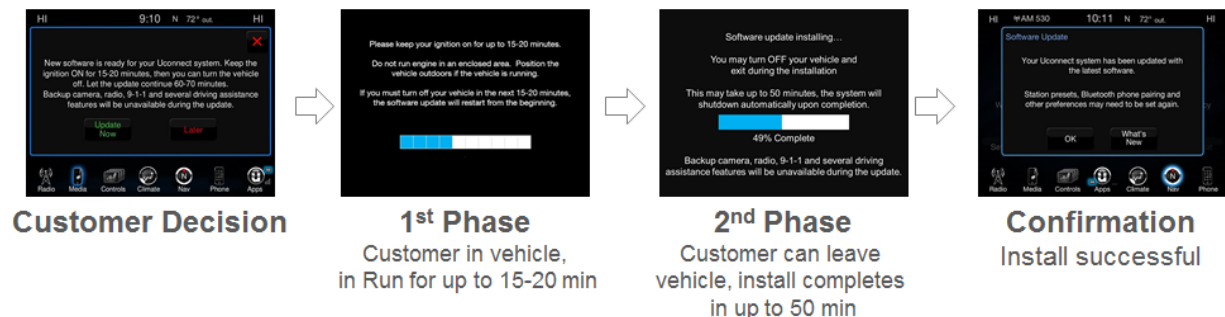 HI 9:10 N 72° out. HI
New software is ready for your Uconnect system. Keep the
ignition ON for 15-20 minutes, then you can turn the vehicle
off. Let the update continue 60-70 minutes.
Backup camera, radio, 9-1-1 and several driving assistance
features will be unavailable during the update.
Update
Now
Later
Radio Media Controls Climate Nav Phone Apps
Customer Decision
Please keep your ignition on for up to 15-20 minutes.
Do not run engine in an enclosed area. Position the
vehicle outdoors if the vehicle is running.
If you must turn off your vehicle in the next 15-20 minutes,
the software update will restart from the beginning.
1st Phase
Customer in vehicle,
in Run for up to 15-20 min
Software update installing...
You may turn OFF your vehicle and
exit during the installation
This may take up to 50 minutes, the system will
shutdown automatically upon completion.
49% Complete
Backup camera, radio, 9-1-1 and several driving
assistance features will be unavailable during the update.
2nd Phase
Customer can leave
vehicle, install completes
in up to 50 min
HI AM 530 10:11 N 72° out. HI
Software Update
Your Uconnect system has been updated with
the latest software.
Station presets, Bluetooth phone pairing and
other preferences may need to be set again.
OK
What's
New
Radio Media Controls Apps Climate Nav Phone
Confirmation
Install successful